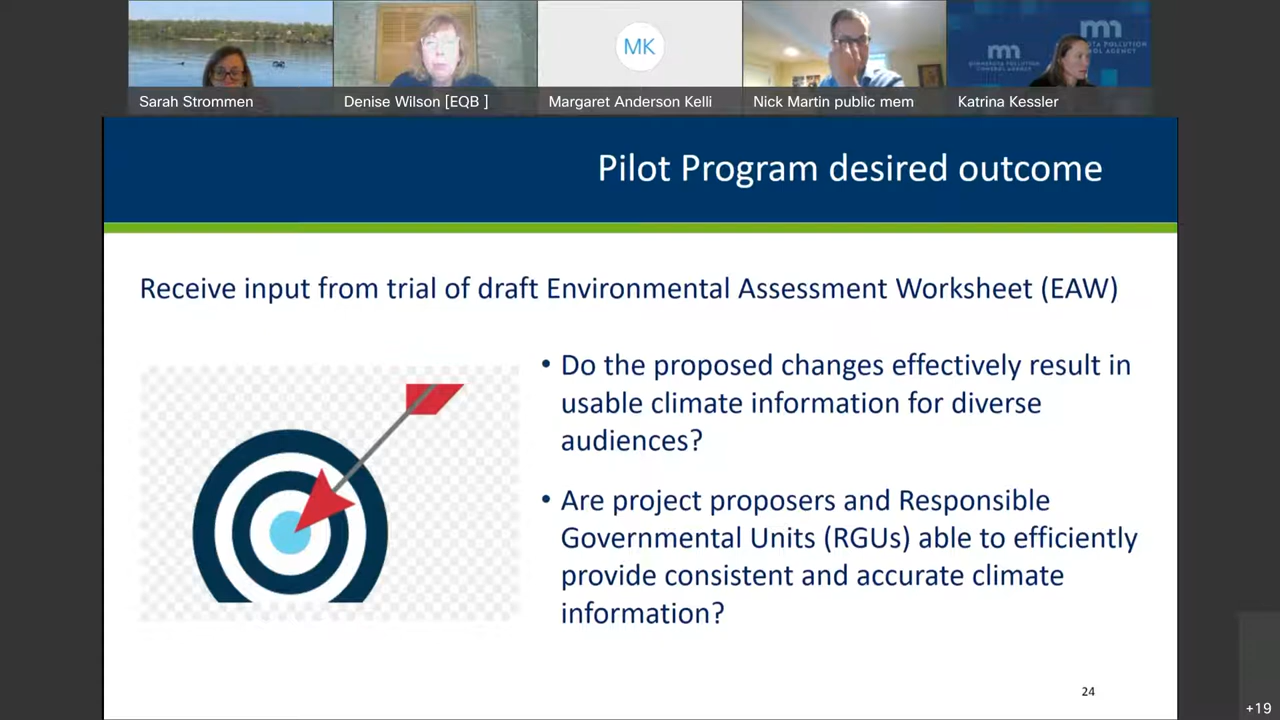 MK
Sarah Strommen
Denise Wilson [EQB ]
Margaret Anderson Kelli
Nick Martin public mem
Katrina Kessler
Pilot Program desired outcome
Receive input from trial of draft Environmental Assessment Worksheet (EAW)
• Do the proposed changes effectively result in
usable climate information for diverse
audiences?
• Are project proposers and Responsible
Governmental Units (RGUs) able to efficiently
provide consistent and accurate climate
information?
24
+19